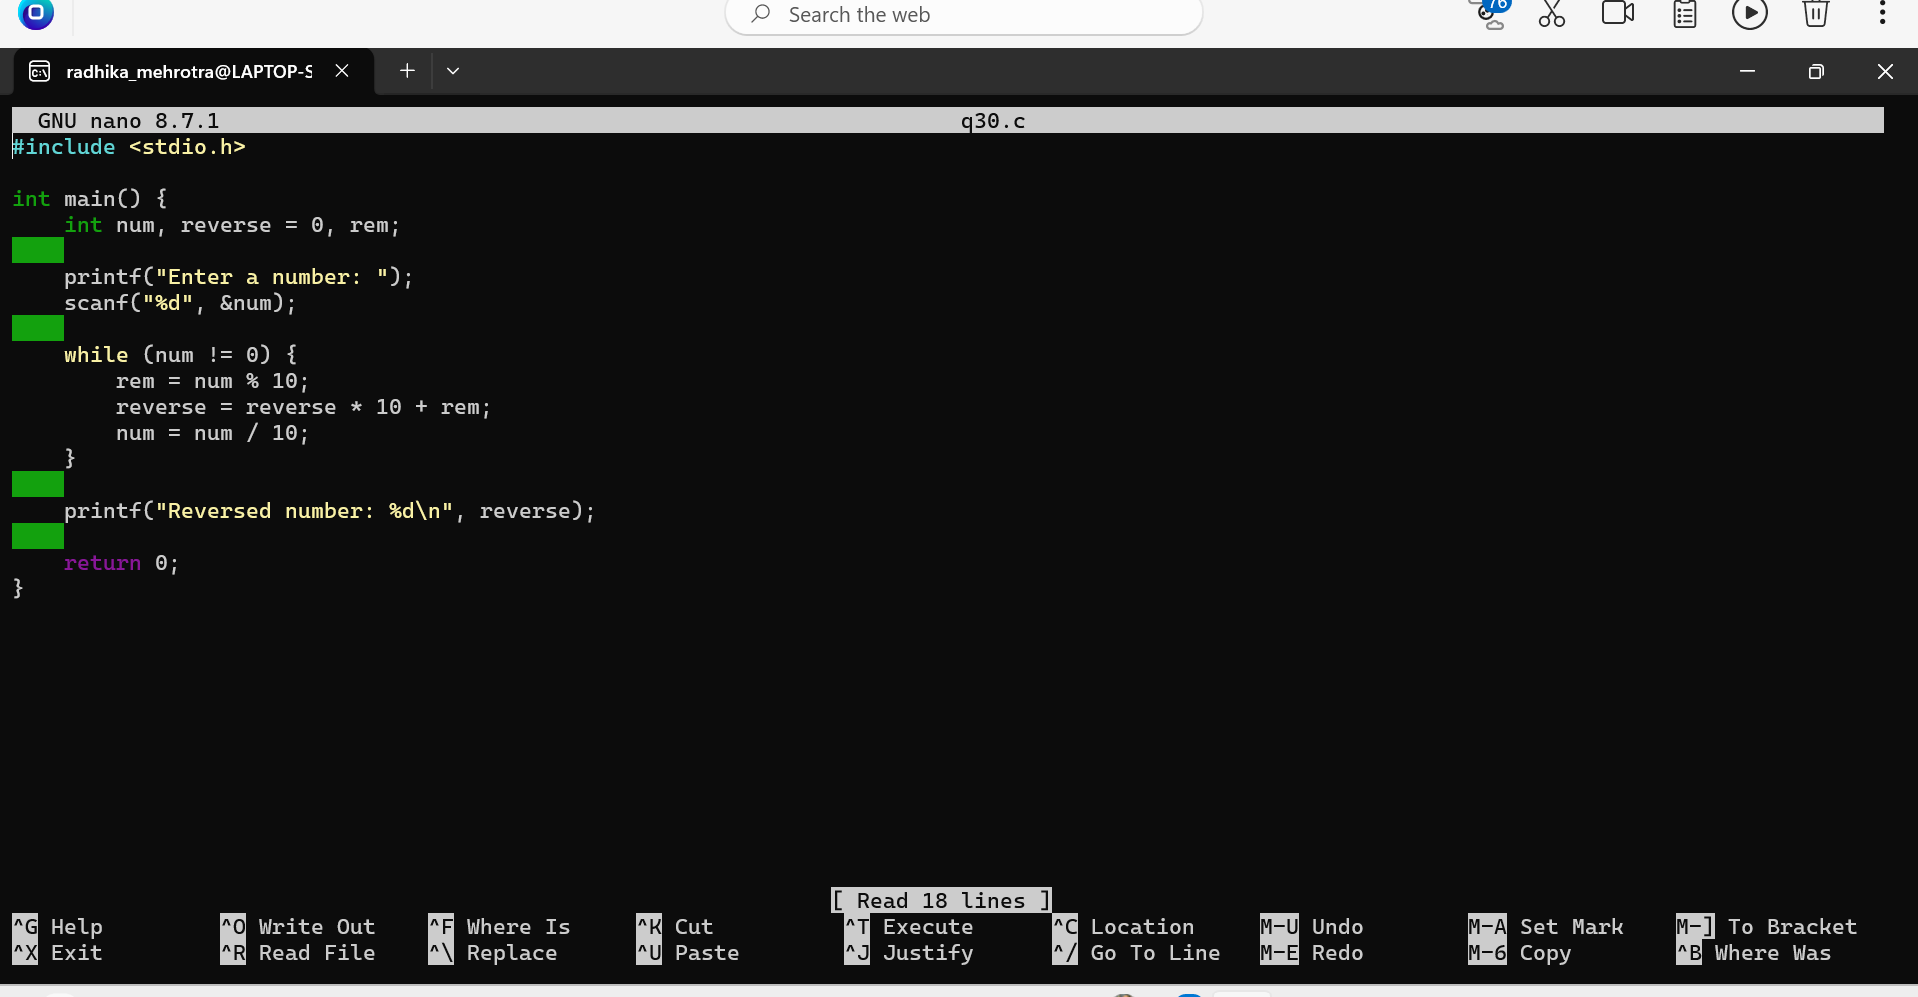 Search the web
76
radhika_mehrotra@LAPTOP-S
GNU nano 8.7.1 q30.c
#include <stdio.h>
int main() {
    int num, reverse = 0, rem;
    printf("Enter a number: ");
    scanf("%d", &num);
    while (num != 0) {
        rem = num % 10;
        reverse = reverse * 10 + rem;
        num = num / 10;
    }
    printf("Reversed number: %d\n", reverse);
    return 0;
}
[ Read 18 lines ]
^G Help ^O Write Out ^F Where Is ^K Cut ^T Execute ^C Location M-U Undo M-A Set Mark M-] To Bracket
^X Exit ^R Read File ^\ Replace ^U Paste ^J Justify ^/ Go To Line M-E Redo M-6 Copy ^B Where Was